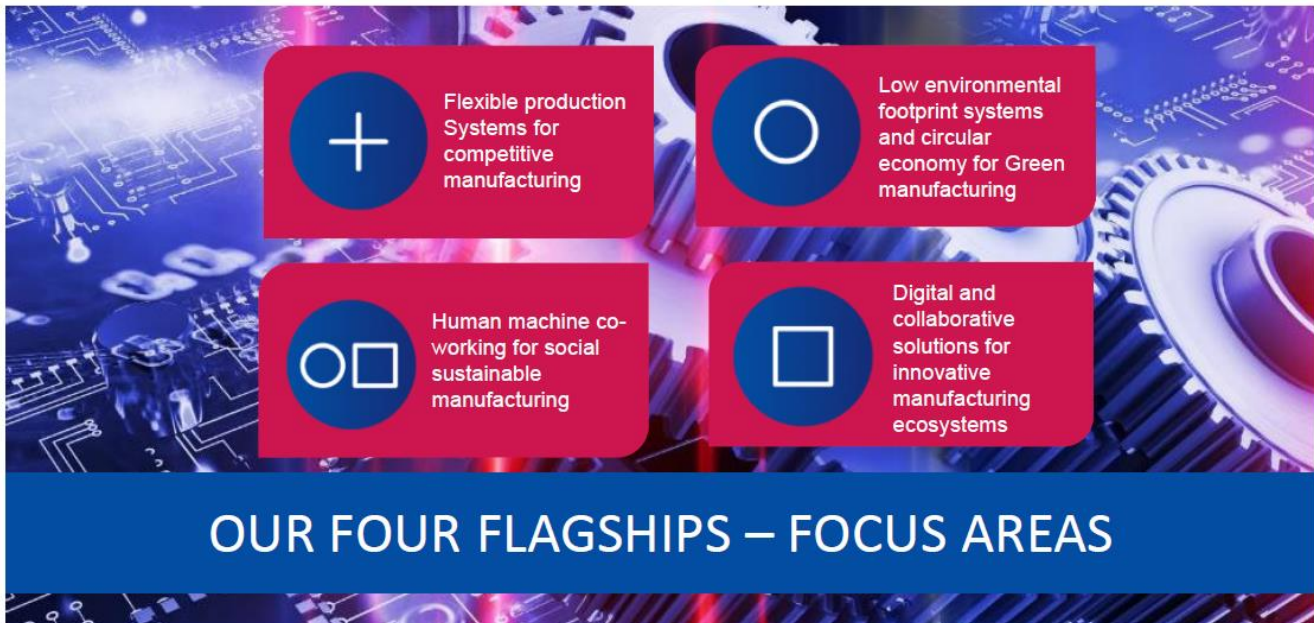 Flexible production
Systems for
competitive
manufacturing
Low environmental
footprint systems
and circular
economy for Green
manufacturing
Human machine co-
working for social
sustainable
manufacturing
Digital and
collaborative
solutions for
innovative
manufacturing
ecosystems
OUR FOUR FLAGSHIPS – FOCUS AREAS